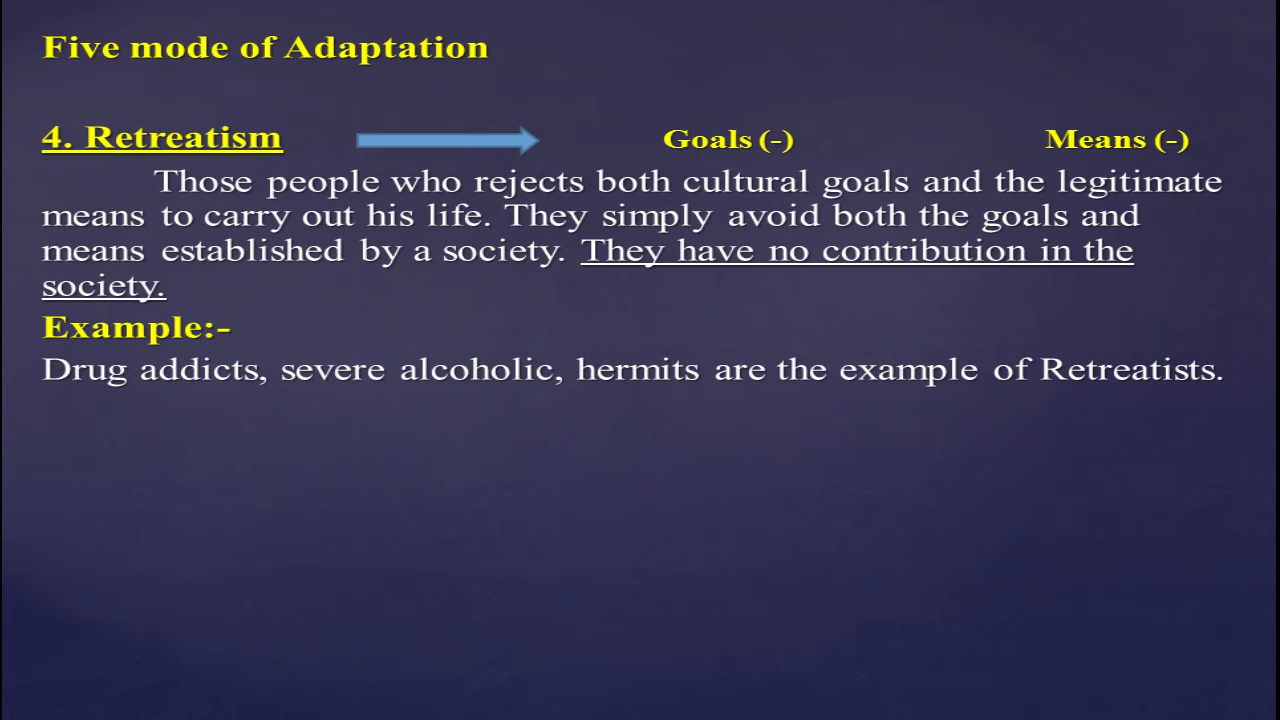 Five mode of Adaptation
4. Retreatism Goals (-) Means (-)
Those people who rejects both cultural goals and the legitimate
means to carry out his life. They simply avoid both the goals and
means established by a society. They have no contribution in the
society.
Example:-
Drug addicts, severe alcoholic, hermits are the example of Retreatists.